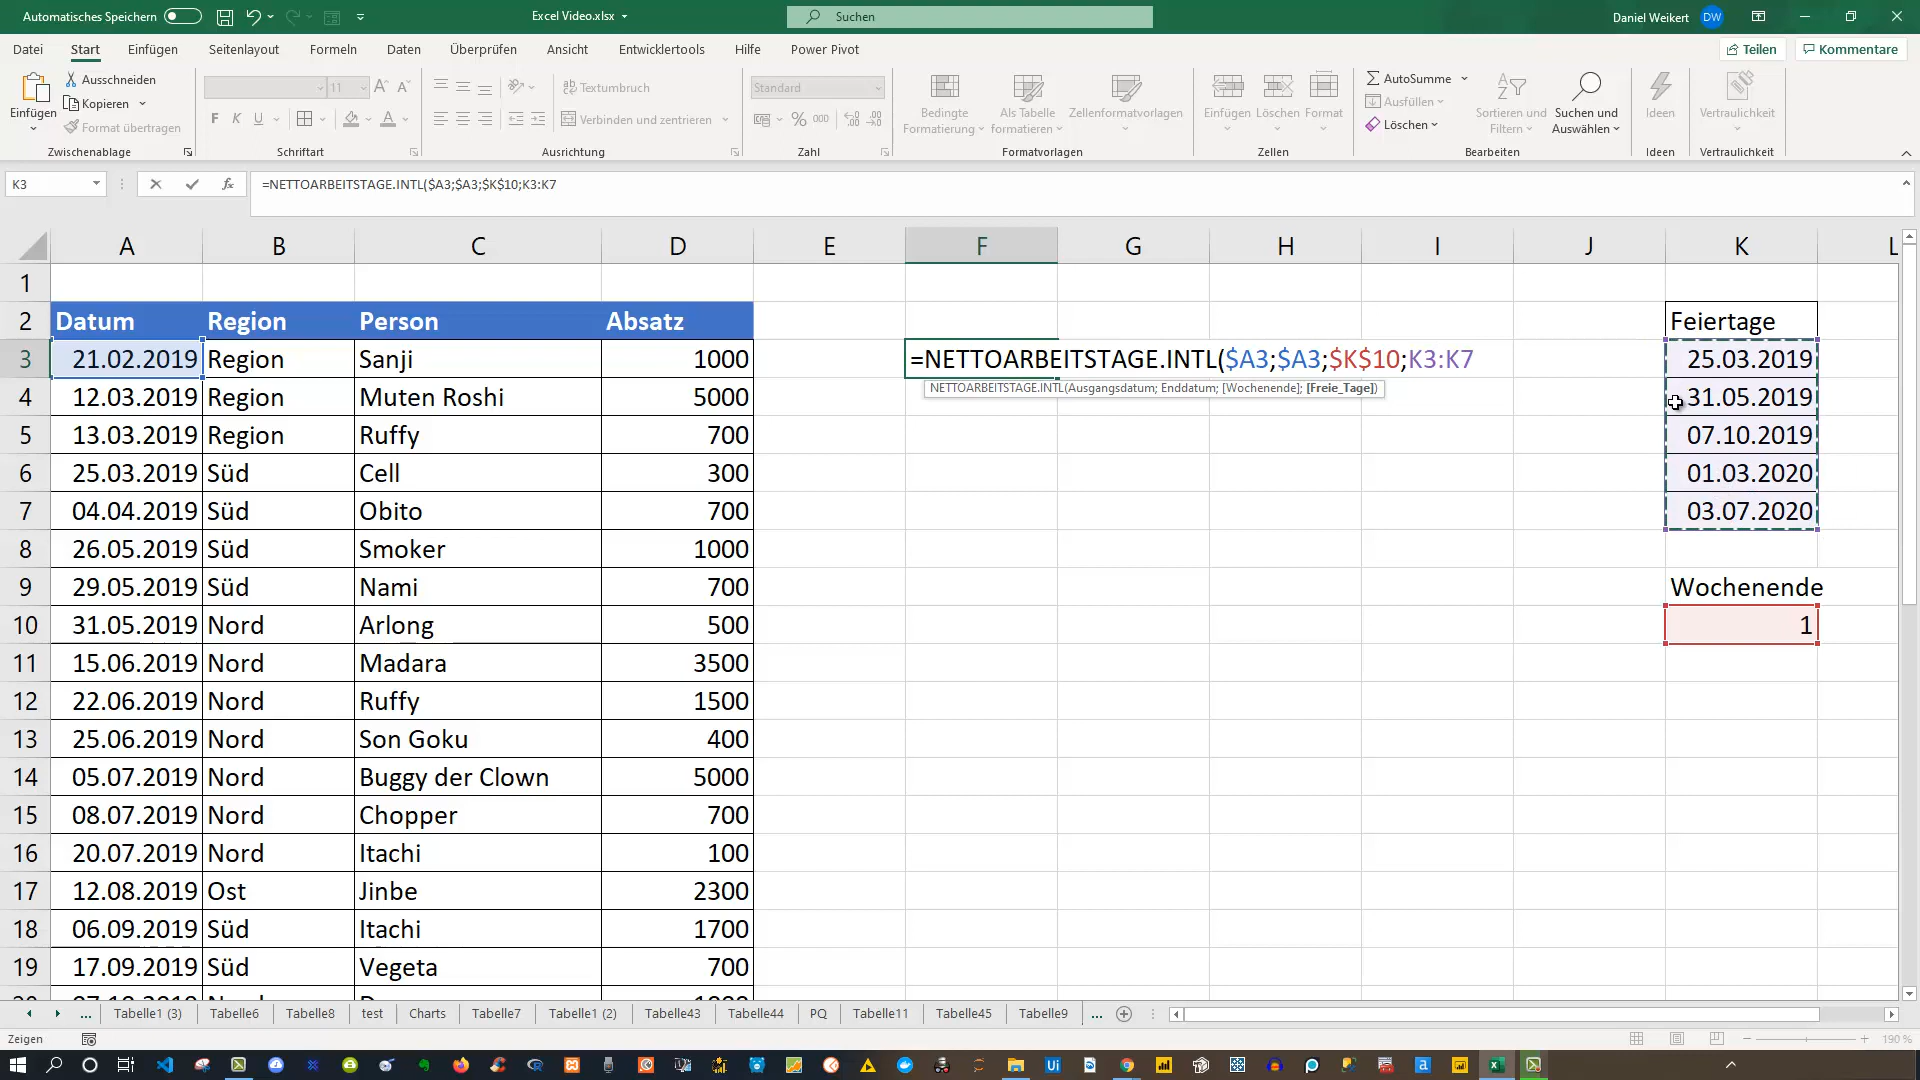 Automatisches Speichern
Excel Video.xlsx
Suchen
Daniel Weikert
DW
Datei Start Einfügen Seitenlayout Formeln Daten Überprüfen Ansicht Entwicklertools Hilfe Power Pivot
Teilen Kommentare
Einfügen
Ausschneiden
Kopieren
Format übertragen
Zwischenablage
11
F K U
Schriftart
Textumbruch
Verbinden und zentrieren
Ausrichtung
Standard
% 000
Zahl
Bedingte Formatierung
Als Tabelle formatieren
Zellenformatvorlagen
Formatvorlagen
Einfügen Löschen Format
Zellen
AutoSumme
Ausfüllen
Löschen
Sortieren und Filtern
Suchen und Auswählen
Bearbeiten
Ideen
Ideen
Vertraulichkeit
Vertraulichkeit
K3
fx
=NETTOARBEITSTAGE.INTL($A3;$A3;$K$10;K3:K7
A B C D E F G H I J K L
1
2 Datum Region Person Absatz Feiertage
3 21.02.2019 Region Sanji 1000 =NETTOARBEITSTAGE.INTL($A3;$A3;$K$10;K3:K7 25.03.2019
NETTOARBEITSTAGE.INTL(Ausgangsdatum; Enddatum; [Wochenende]; [Freie_Tage])
4 12.03.2019 Region Muten Roshi 5000 31.05.2019
5 13.03.2019 Region Ruffy 700 07.10.2019
6 25.03.2019 Süd Cell 300 01.03.2020
7 04.04.2019 Süd Obito 700 03.07.2020
8 26.05.2019 Süd Smoker 1000
9 29.05.2019 Süd Nami 700 Wochenende
10 31.05.2019 Nord Arlong 500 1
11 15.06.2019 Nord Madara 3500
12 22.06.2019 Nord Ruffy 1500
13 25.06.2019 Nord Son Goku 400
14 05.07.2019 Nord Buggy der Clown 5000
15 08.07.2019 Nord Chopper 700
16 20.07.2019 Nord Itachi 100
17 12.08.2019 Ost Jinbe 2300
18 06.09.2019 Süd Itachi 1700
19 17.09.2019 Süd Vegeta 700
... Tabelle1 (3) Tabelle6 Tabelle8 test Charts Tabelle7 Tabelle1 (2) Tabelle43 Tabelle44 PQ Tabelle11 Tabelle45 Tabelle9 ...
Zeigen
190 %